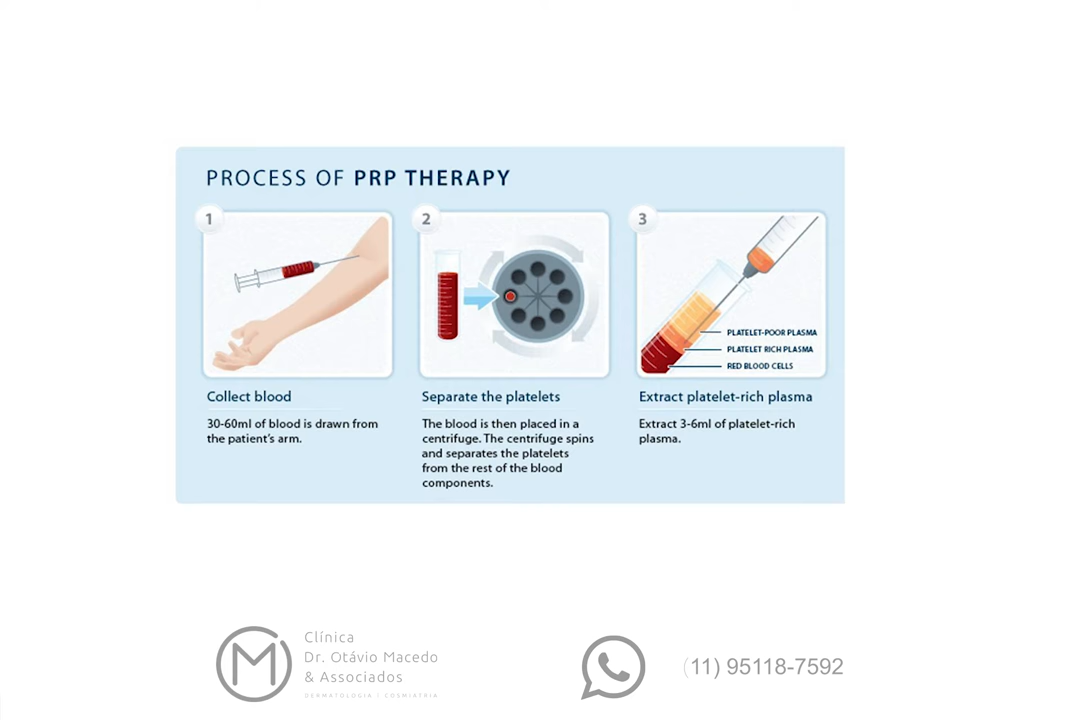 PROCESS OF PRP THERAPY
1
2
3
PLATELET-POOR PLASMA
PLATELET RICH PLASMA
RED BLOOD CELLS
Collect blood
30-60ml of blood is drawn from
the patient's arm.
Separate the platelets
The blood is then placed in a
centrifuge. The centrifuge spins
and separates the platelets
from the rest of the blood
components.
Extract platelet-rich plasma
Extract 3-6ml of platelet-rich
plasma.
M
Clínica
Dr. Otávio Macedo
& Associados
DERMATOLOGIA | COSMIATRIA
(11) 95118-7592